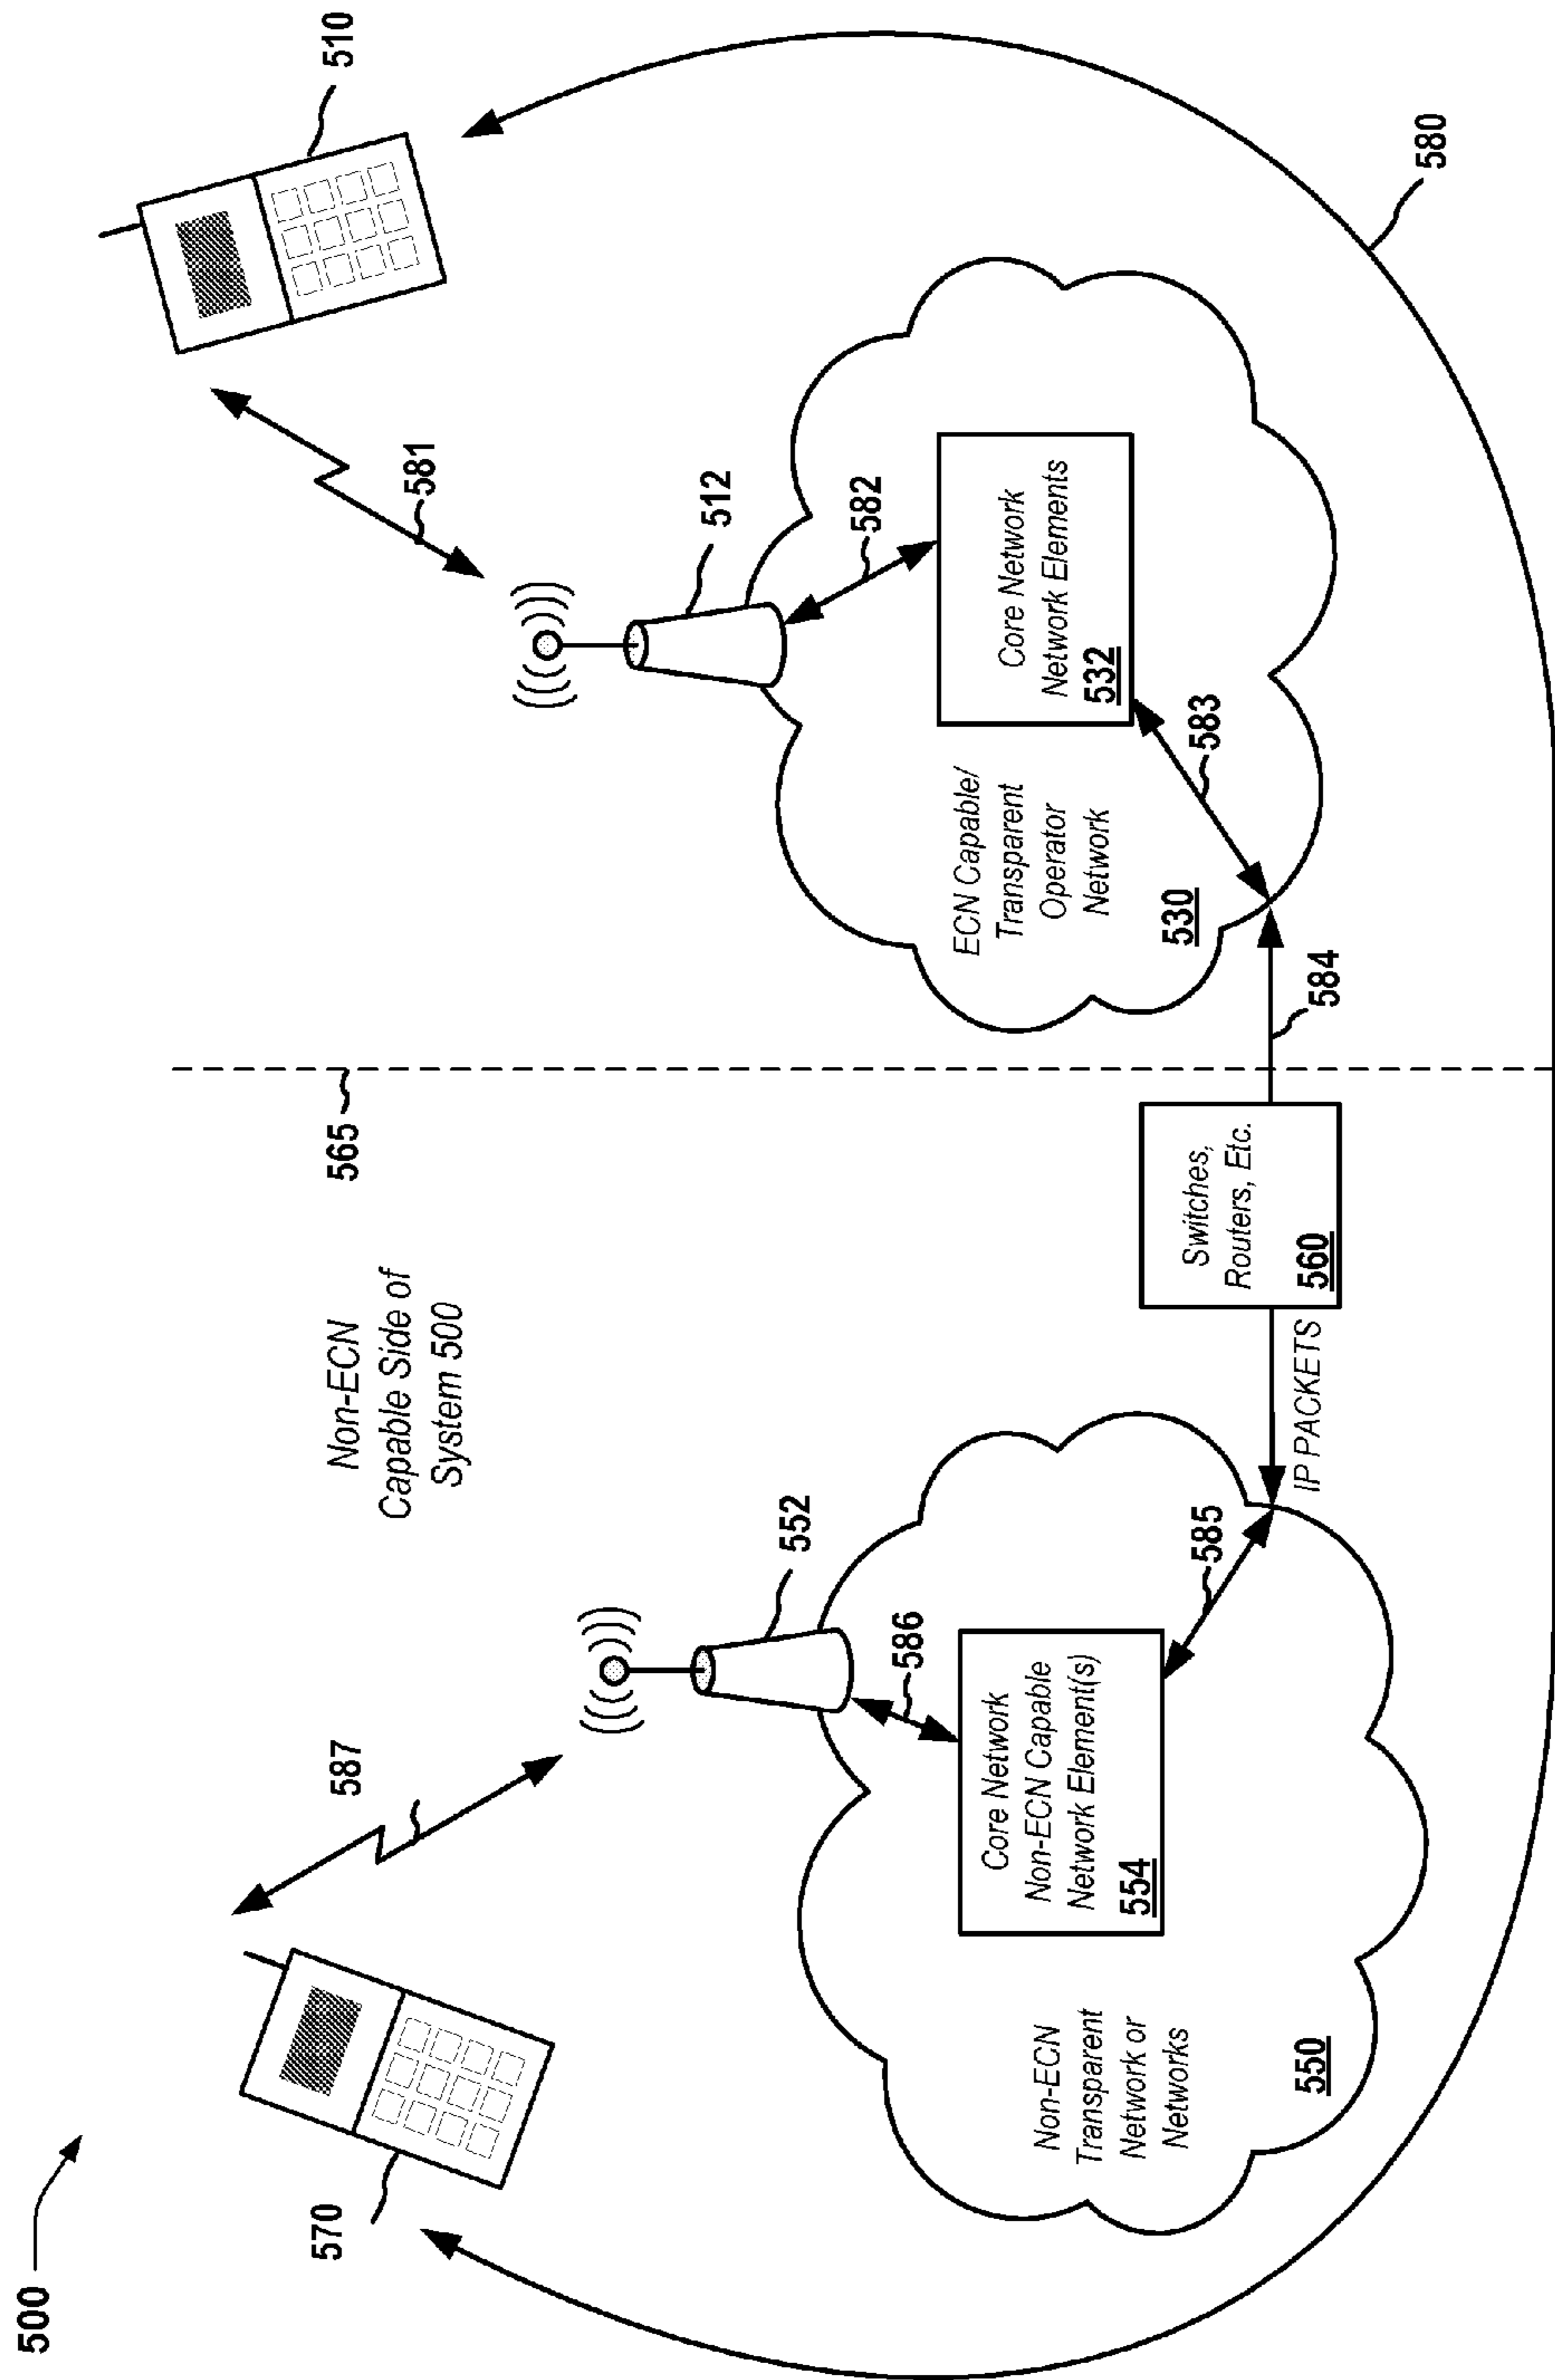 500
570
587
Non-ECN
Capable Side of
System 500
565
510
581
552
512
586
582
Core Network
Non-ECN Capable
Network Element(s)
554
585
Non-ECN
Transparent
Network or
Networks
550
IP PACKETS
Switches,
Routers, Etc.
560
584
ECN Capable/
Transparent
Operator
Network
530
Core Network
Network Elements
532
583
580